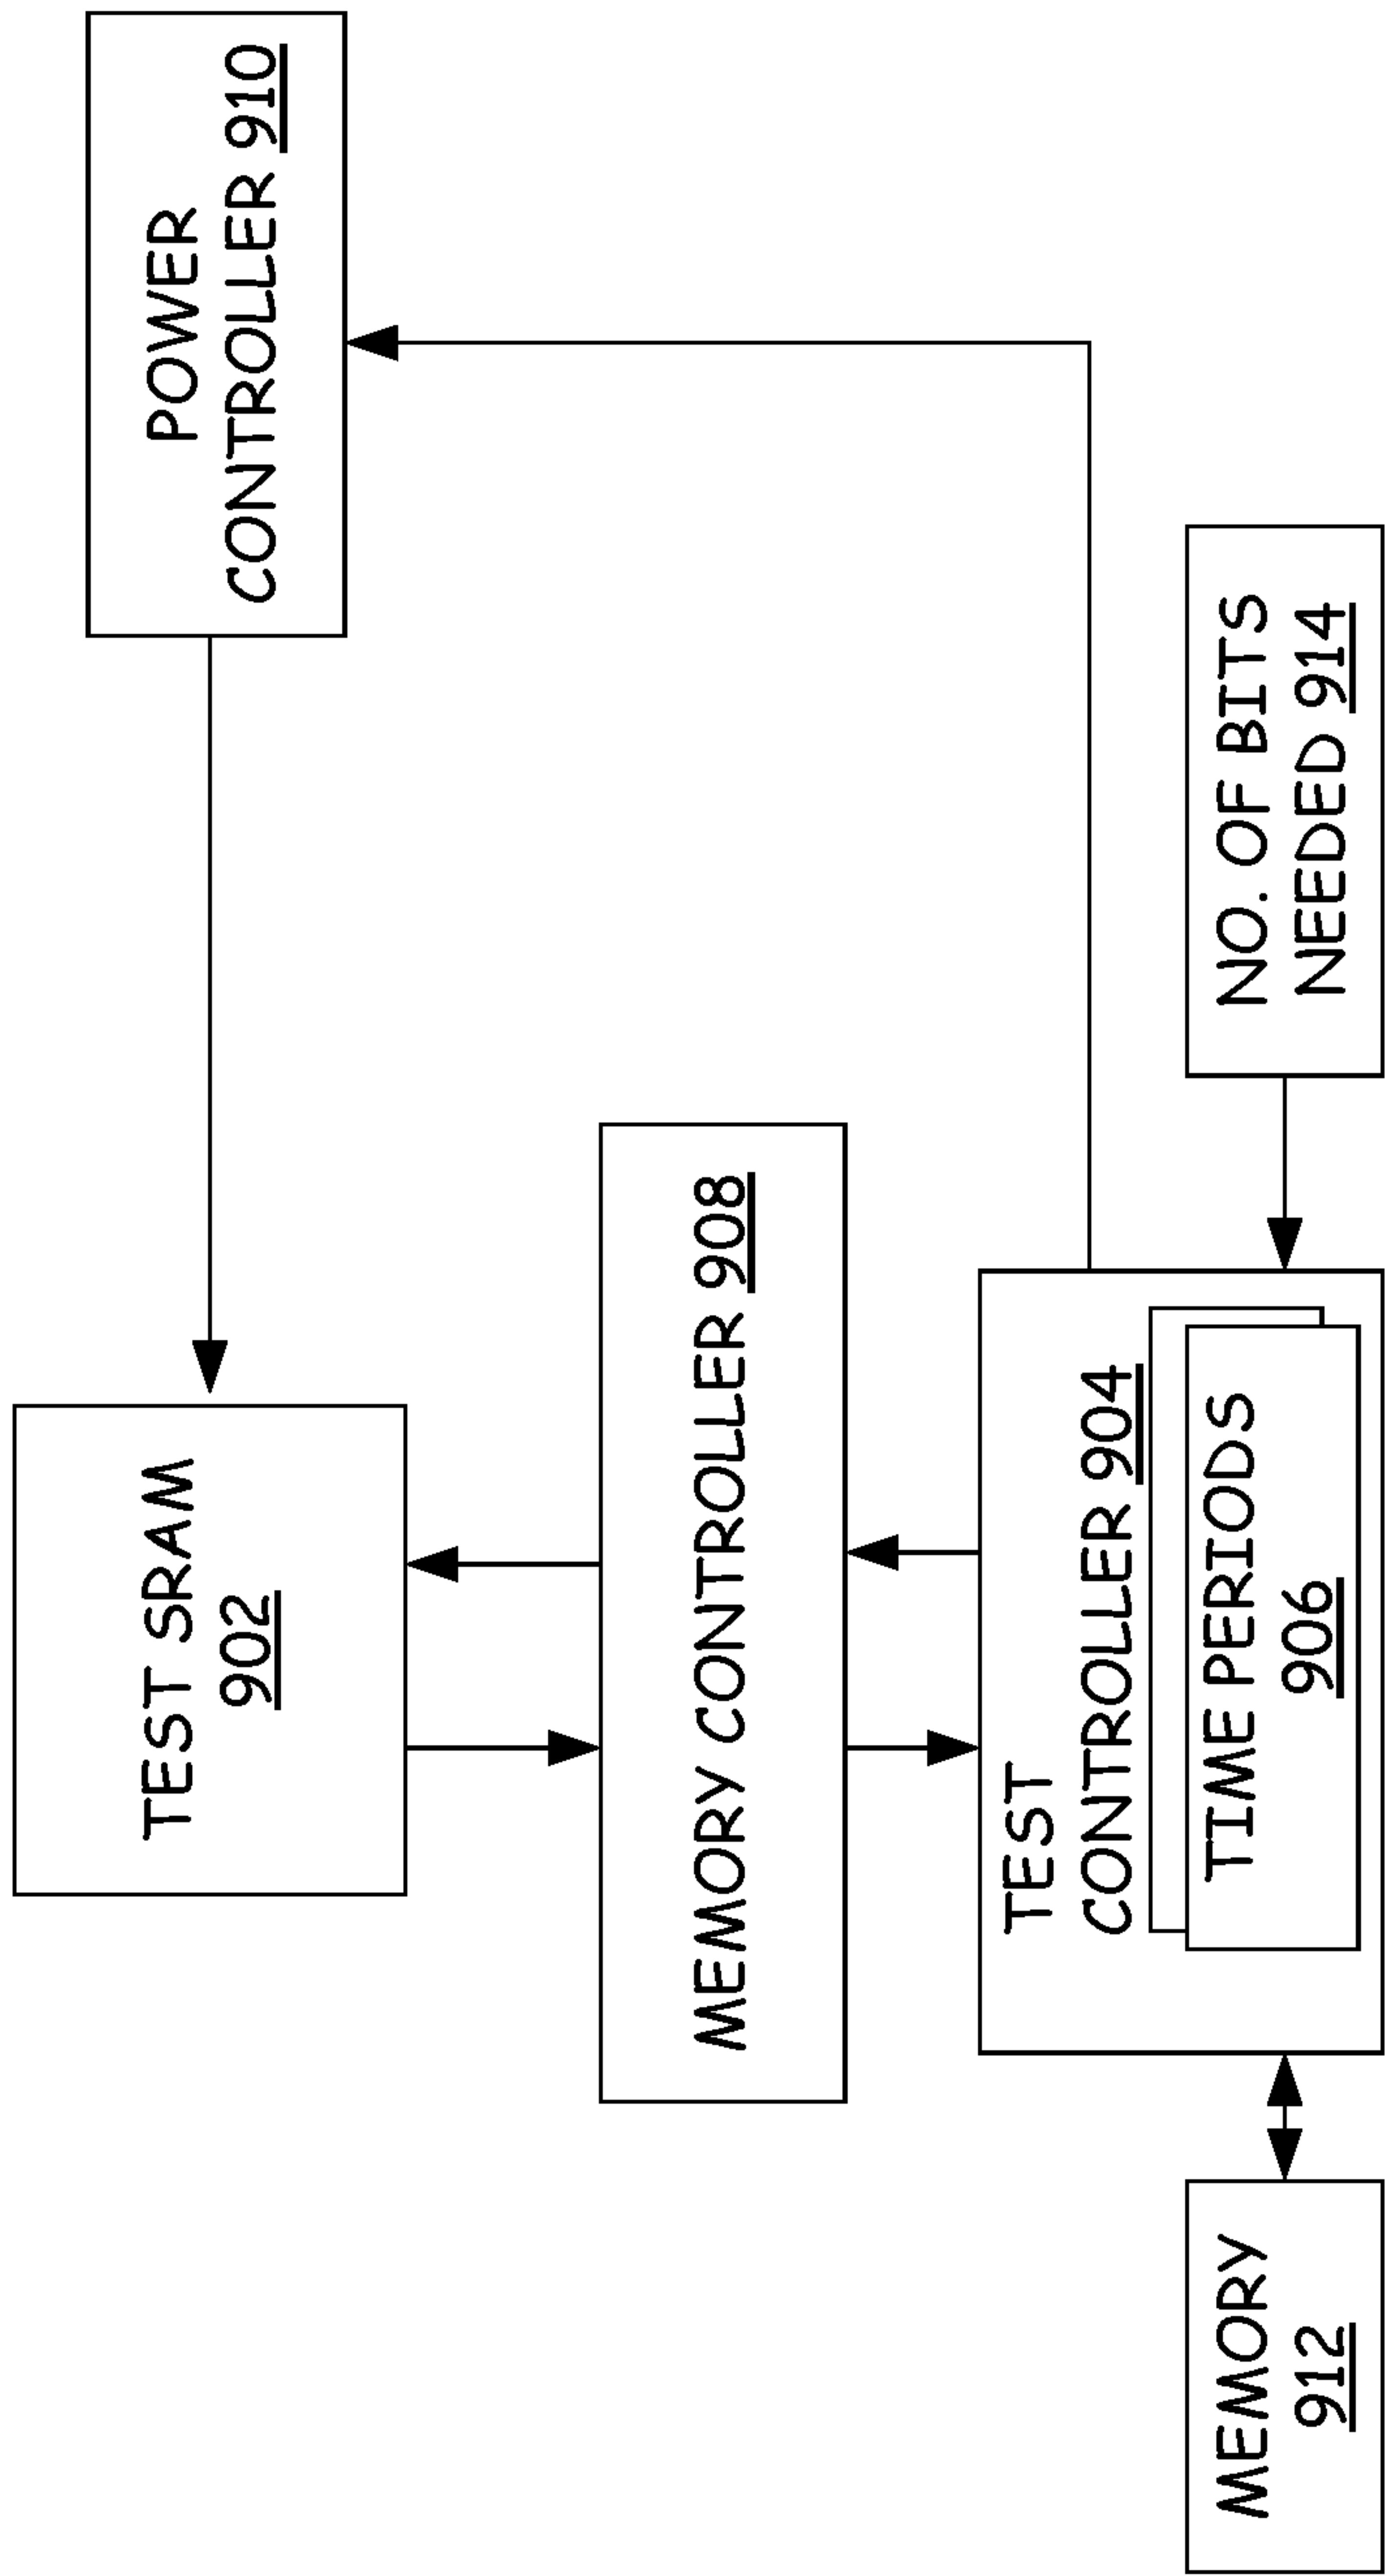 TEST SRAM
902
POWER
CONTROLLER 910
MEMORY CONTROLLER 908
TEST
CONTROLLER 904
TIME PERIODS
906
MEMORY
912
NO. OF BITS
NEEDED 914